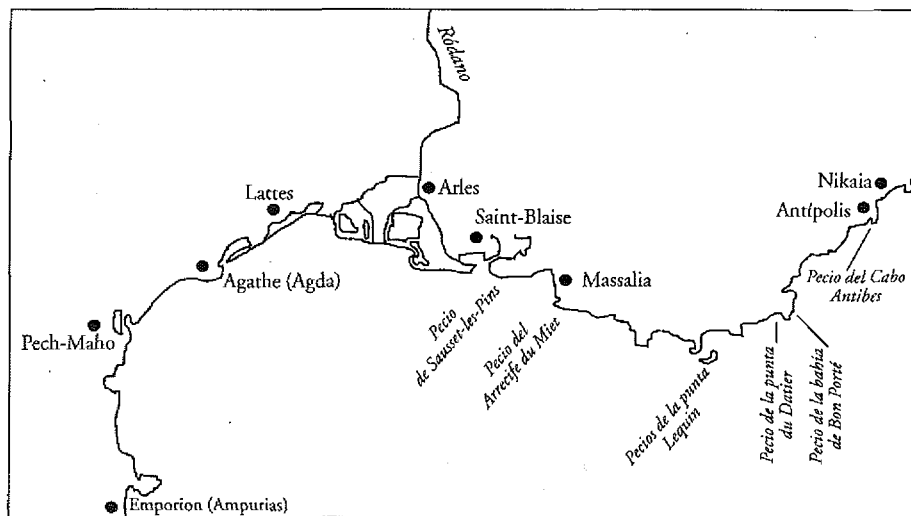 Ródano
Lattes
Arles
Saint-Blaise
Nikaia
Antípolis
Agathe (Agda)
Massalia
Pecio del Cabo
Antibes
Pech-Maho
Pecio
de Sausset-les-Pins
Pecio del
Arrecife du Miet
Pecios de la punta
Lequin
Pecio de la punta
du Datier
Pecio de la bahia
de Bon Porté
Emporion (Ampurias)